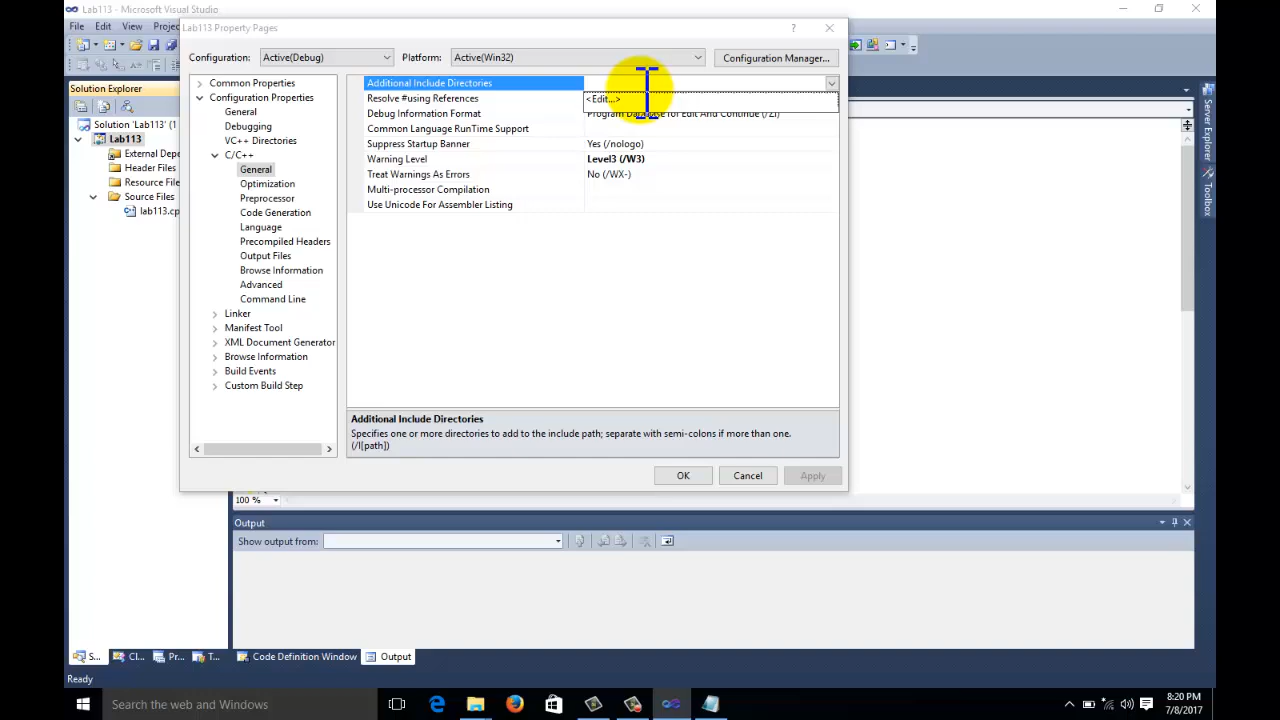 Lab113 - Microsoft Visual Studio
File Edit View Projec
Lab113 Property Pages
Configuration: Active(Debug) Platform: Active(Win32) Configuration Manager...
Solution Explorer
Solution 'Lab113' (1
Lab113
External Depe
Header Files
Resource File
Source Files
lab113.cp
Common Properties
Configuration Properties
General
Debugging
VC++ Directories
C/C++
General
Optimization
Preprocessor
Code Generation
Language
Precompiled Headers
Output Files
Browse Information
Advanced
Command Line
Linker
Manifest Tool
XML Document Generator
Browse Information
Build Events
Custom Build Step
Additional Include Directories
Resolve #using References <Edit...>
Debug Information Format Program Database for Edit And Continue (/ZI)
Common Language RunTime Support
Suppress Startup Banner Yes (/nologo)
Warning Level Level3 (/W3)
Treat Warnings As Errors No (/WX-)
Multi-processor Compilation
Use Unicode For Assembler Listing
Additional Include Directories
Specifies one or more directories to add to the include path; separate with semi-colons if more than one.
(/I[path])
OK Cancel Apply
Server Explorer
Toolbox
100 %
Output
Show output from:
S... Cl... Pr... T... Code Definition Window Output
Ready
Search the web and Windows
8:20 PM
7/8/2017